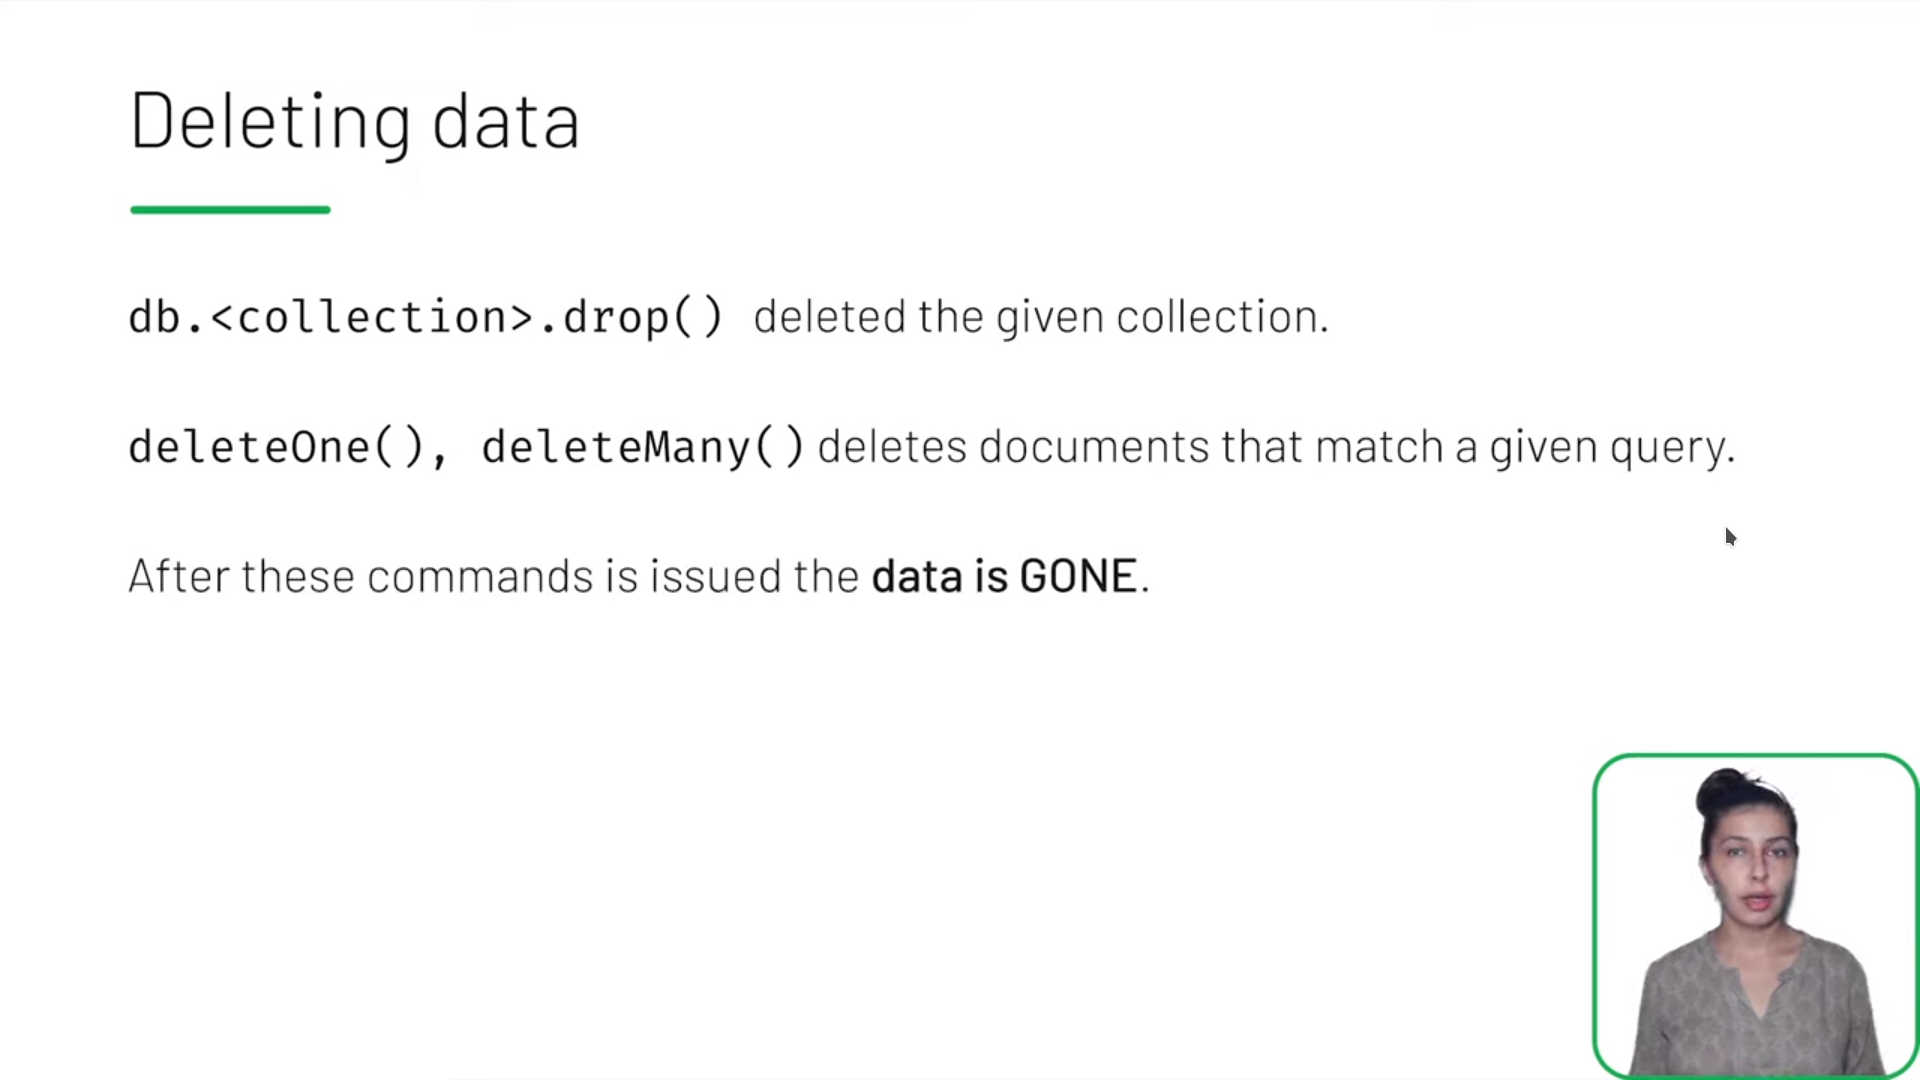 Deleting data
db.<collection>.drop() deleted the given collection.
deleteOne(), deleteMany() deletes documents that match a given query.
After these commands is issued the data is GONE.